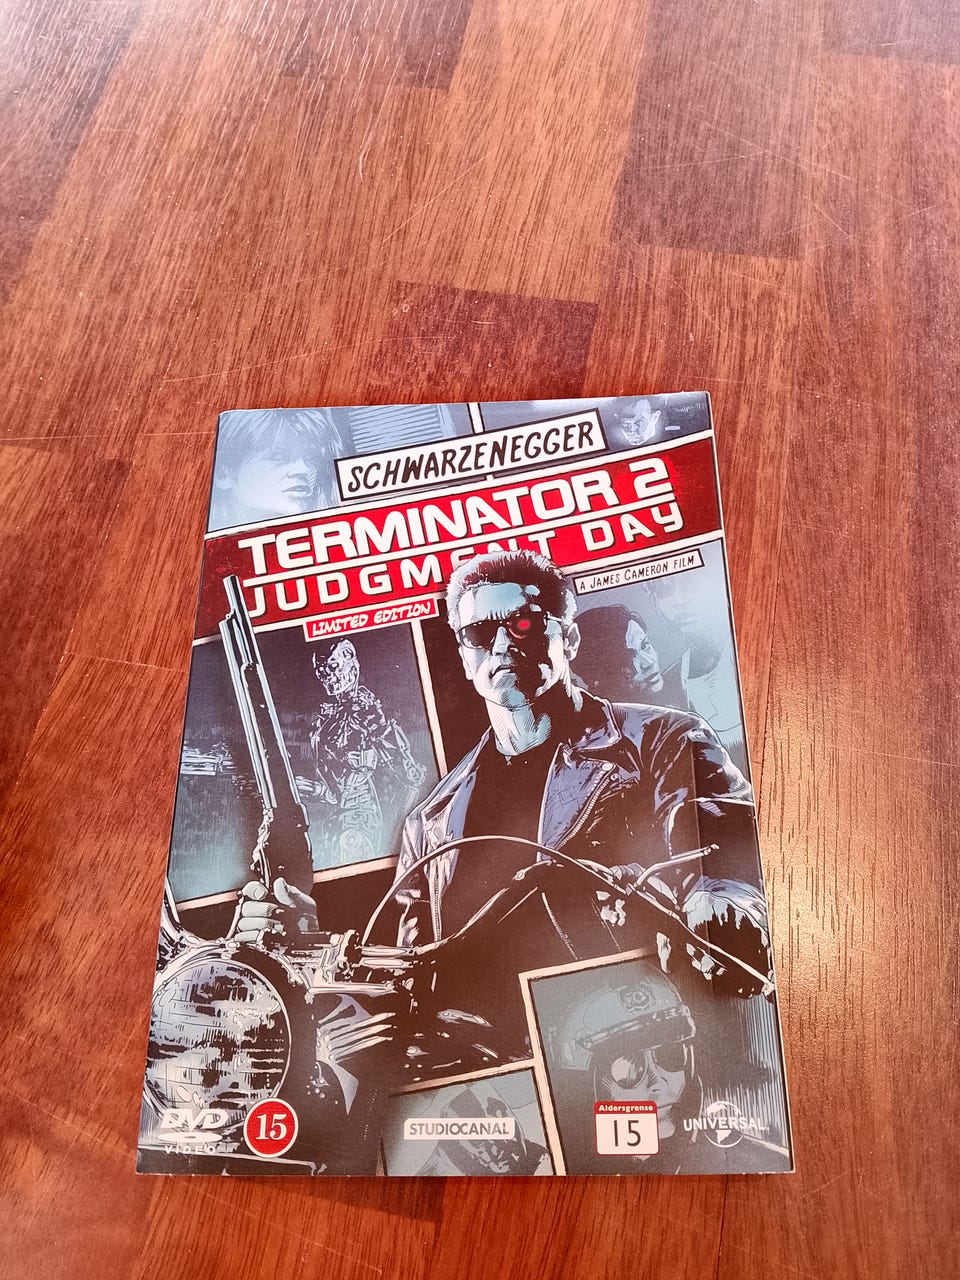 SCHWARZENEGGER
TERMINATOR 2
JUDGMENT DAY
A JAMES CAMERON FILM
LIMITED EDITION
DVD
VIDEO
15
STUDIOCANAL
Aldersgrense
15
UNIVERSAL